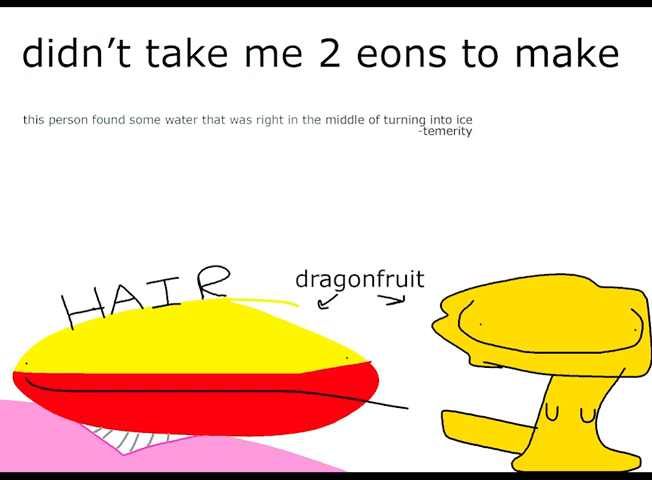 didn't take me 2 eons to make
this person found some water that was right in the middle of turning into ice
-temerity
HAIR
dragonfruit